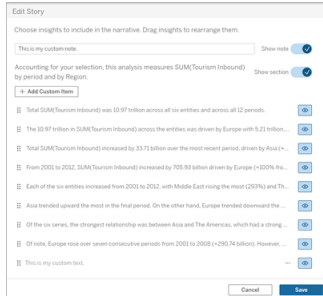 Edit Story
Choose insights to include in the narrative. Drag insights to rearrange them.
This is my custom note.
Show note
Accounting for your selection, this analysis measures SUM(Tourism Inbound)
by period and by Region.
Show section
+ Add Custom Item
Total SUM(Tourism Inbound) was 10.97 trillion across all six entities and across all 12 periods.
The 10.97 trillion in SUM(Tourism Inbound) across the entities was driven by Europe with 5.21 trillion,...
Total SUM(Tourism Inbound) increased by 33.71 billion over the most recent period, driven by Asia (+...
From 2001 to 2012, SUM(Tourism Inbound) increased by 705.93 billion driven by Europe (+100% fro...
Each of the six entities increased from 2001 to 2012, with Middle East rising the most (293%) and Th...
Asia trended upward the most in the final period. On the other hand, Europe trended downward the ...
Of the six series, the strongest relationship was between Asia and The Americas, which had a strong...
Of note, Europe rose over seven consecutive periods from 2001 to 2008 (+290.74 billion). However, ...
This is my custom text.
...
Cancel
Save